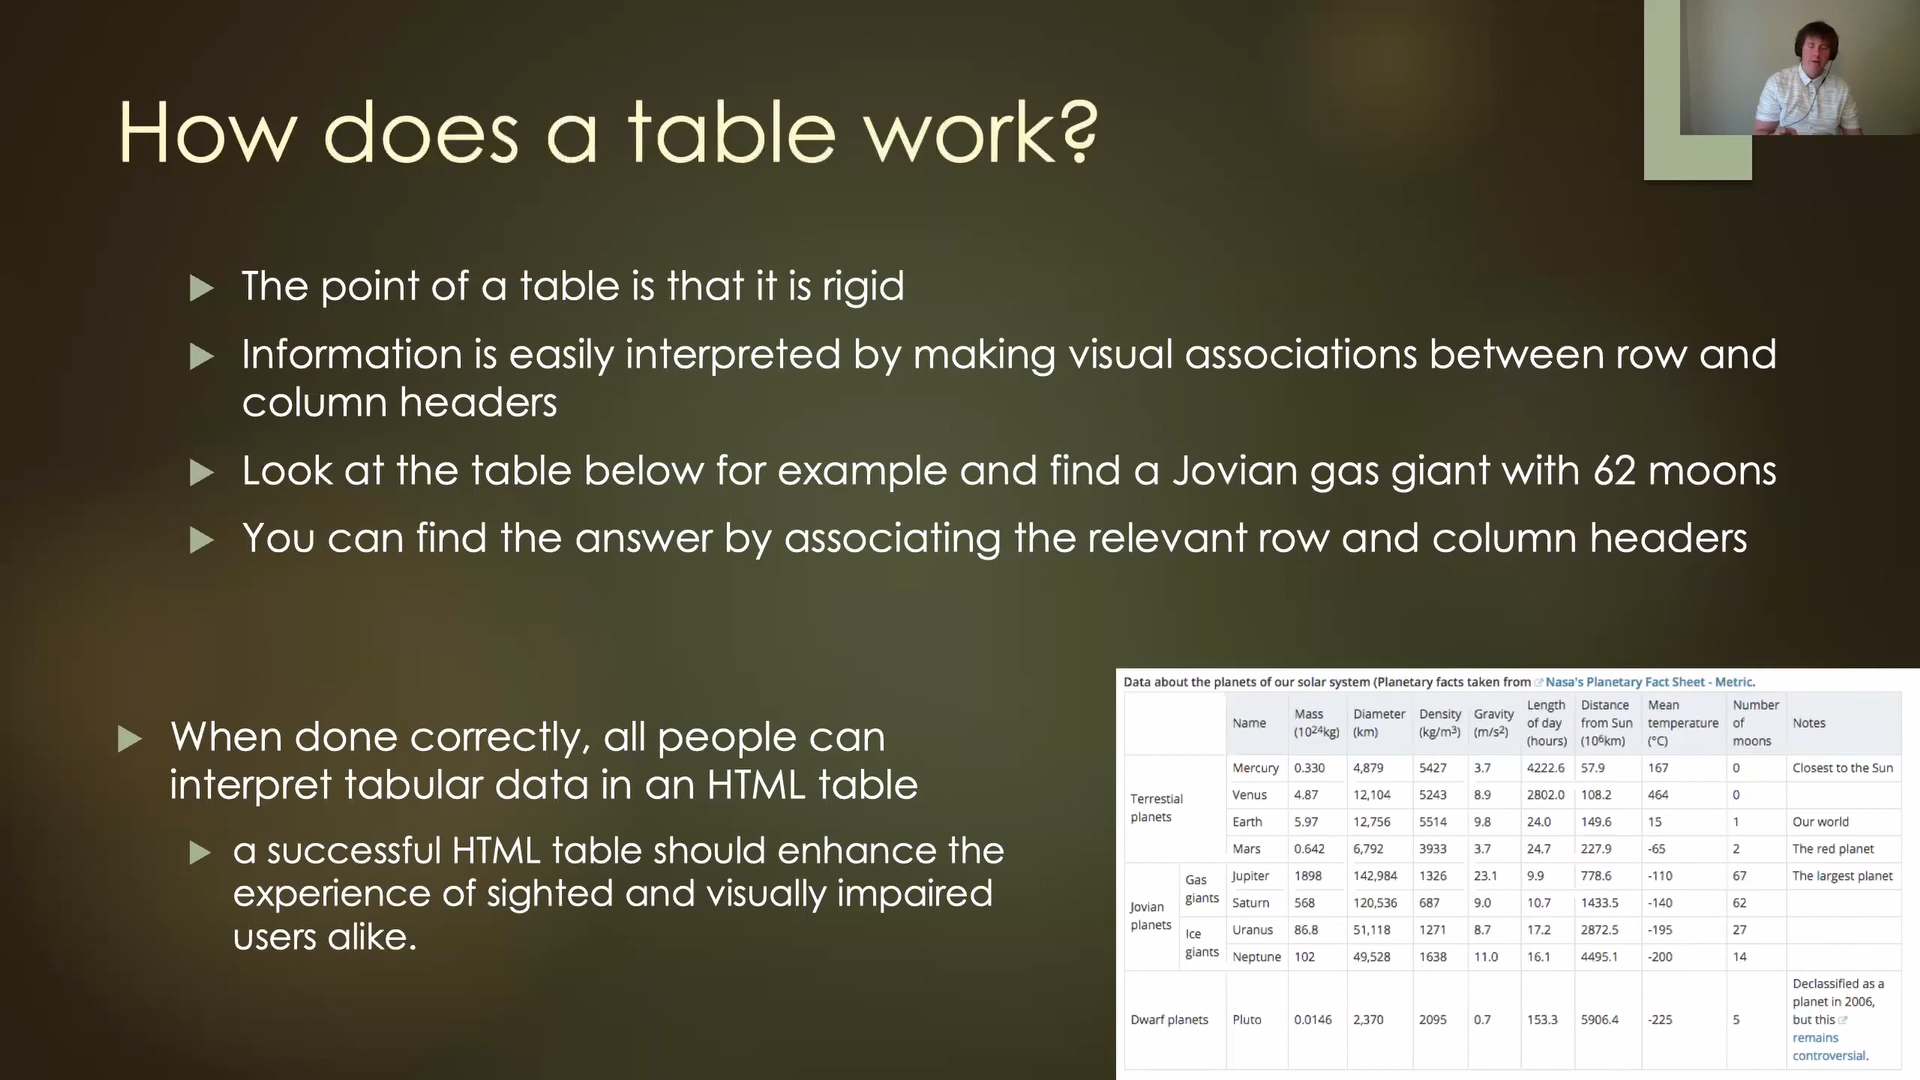 How does a table work?
The point of a table is that it is rigid
Information is easily interpreted by making visual associations between row and
column headers
Look at the table below for example and find a Jovian gas giant with 62 moons
You can find the answer by associating the relevant row and column headers
When done correctly, all people can
interpret tabular data in an HTML table
a successful HTML table should enhance the
experience of sighted and visually impaired
users alike.
Data about the planets of our solar system (Planetary facts taken from Nasa's Planetary Fact Sheet - Metric.
Name Mass (10²⁴kg) Diameter (km) Density (kg/m³) Gravity (m/s²) Length of day (hours) Distance from Sun (10⁶km) Mean temperature (°C) Number of moons Notes
Terrestial planets
Mercury 0.330 4,879 5427 3.7 4222.6 57.9 167 0 Closest to the Sun
Venus 4.87 12,104 5243 8.9 2802.0 108.2 464 0
Earth 5.97 12,756 5514 9.8 24.0 149.6 15 1 Our world
Mars 0.642 6,792 3933 3.7 24.7 227.9 -65 2 The red planet
Jovian planets
Gas giants
Jupiter 1898 142,984 1326 23.1 9.9 778.6 -110 67 The largest planet
Saturn 568 120,536 687 9.0 10.7 1433.5 -140 62
Ice giants
Uranus 86.8 51,118 1271 8.7 17.2 2872.5 -195 27
Neptune 102 49,528 1638 11.0 16.1 4495.1 -200 14
Dwarf planets Pluto 0.0146 2,370 2095 0.7 153.3 5906.4 -225 5
Declassified as a
planet in 2006,
but this
remains
controversial.